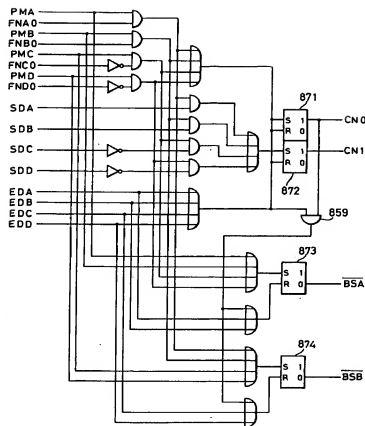 PMA
FNA0
PMB
FNB0
PMC
FNC0
PMD
FND0
SDA
SDB
SDC
SDD
EDA
EDB
EDC
EDD
871
S 1
R 0
CN0
S 1
R 0
CN1
872
859
873
S 1
R 0
BSA
874
S 1
R 0
BSB